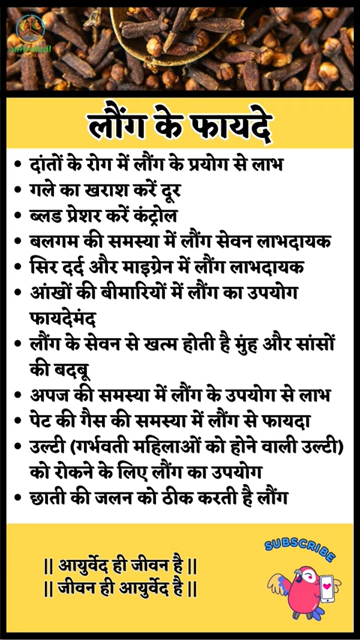 लौंग के फायदे
• दांतों के रोग में लौंग के प्रयोग से लाभ
• गले का खराश करें दूर
• ब्लड प्रेशर करें कंट्रोल
• बलगम की समस्या में लौंग सेवन लाभदायक
• सिर दर्द और माइग्रेन में लौंग लाभदायक
• आंखों की बीमारियों में लौंग का उपयोग
फायदेमंद
• लौंग के सेवन से खत्म होती है मुंह और सांसों
की बदबू
• अपज की समस्या में लौंग के उपयोग से लाभ
• पेट की गैस की समस्या में लौंग से फायदा
• उल्टी (गर्भवती महिलाओं को होने वाली उल्टी)
को रोकने के लिए लौंग का उपयोग
• छाती की जलन को ठीक करती है लौंग
SUBSCRIBE
|| आयुर्वेद ही जीवन है ||
|| जीवन ही आयुर्वेद है ||